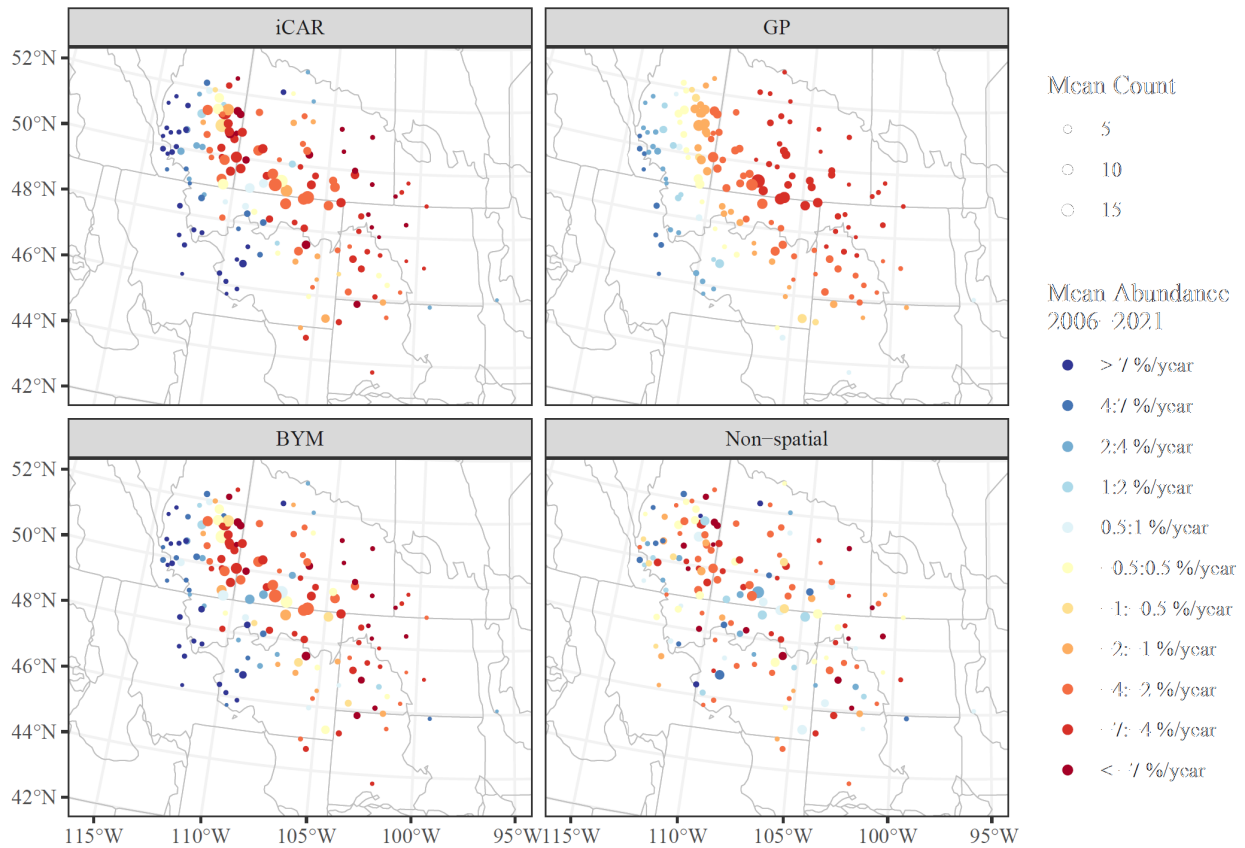 iCAR
GP
52°N
50°N
48°N
46°N
44°N
42°N
BYM
Non−spatial
52°N
50°N
48°N
46°N
44°N
42°N
115°W
110°W
105°W
100°W
95°W
115°W
110°W
105°W
100°W
95°W
Mean Count
5
10
15
Mean Abundance
2006−2021
> 7 %/year
4:7 %/year
2:4 %/year
1:2 %/year
0.5:1 %/year
−0.5:0.5 %/year
−1:−0.5 %/year
−2:−1 %/year
−4:−2 %/year
−7:−4 %/year
< −7 %/year